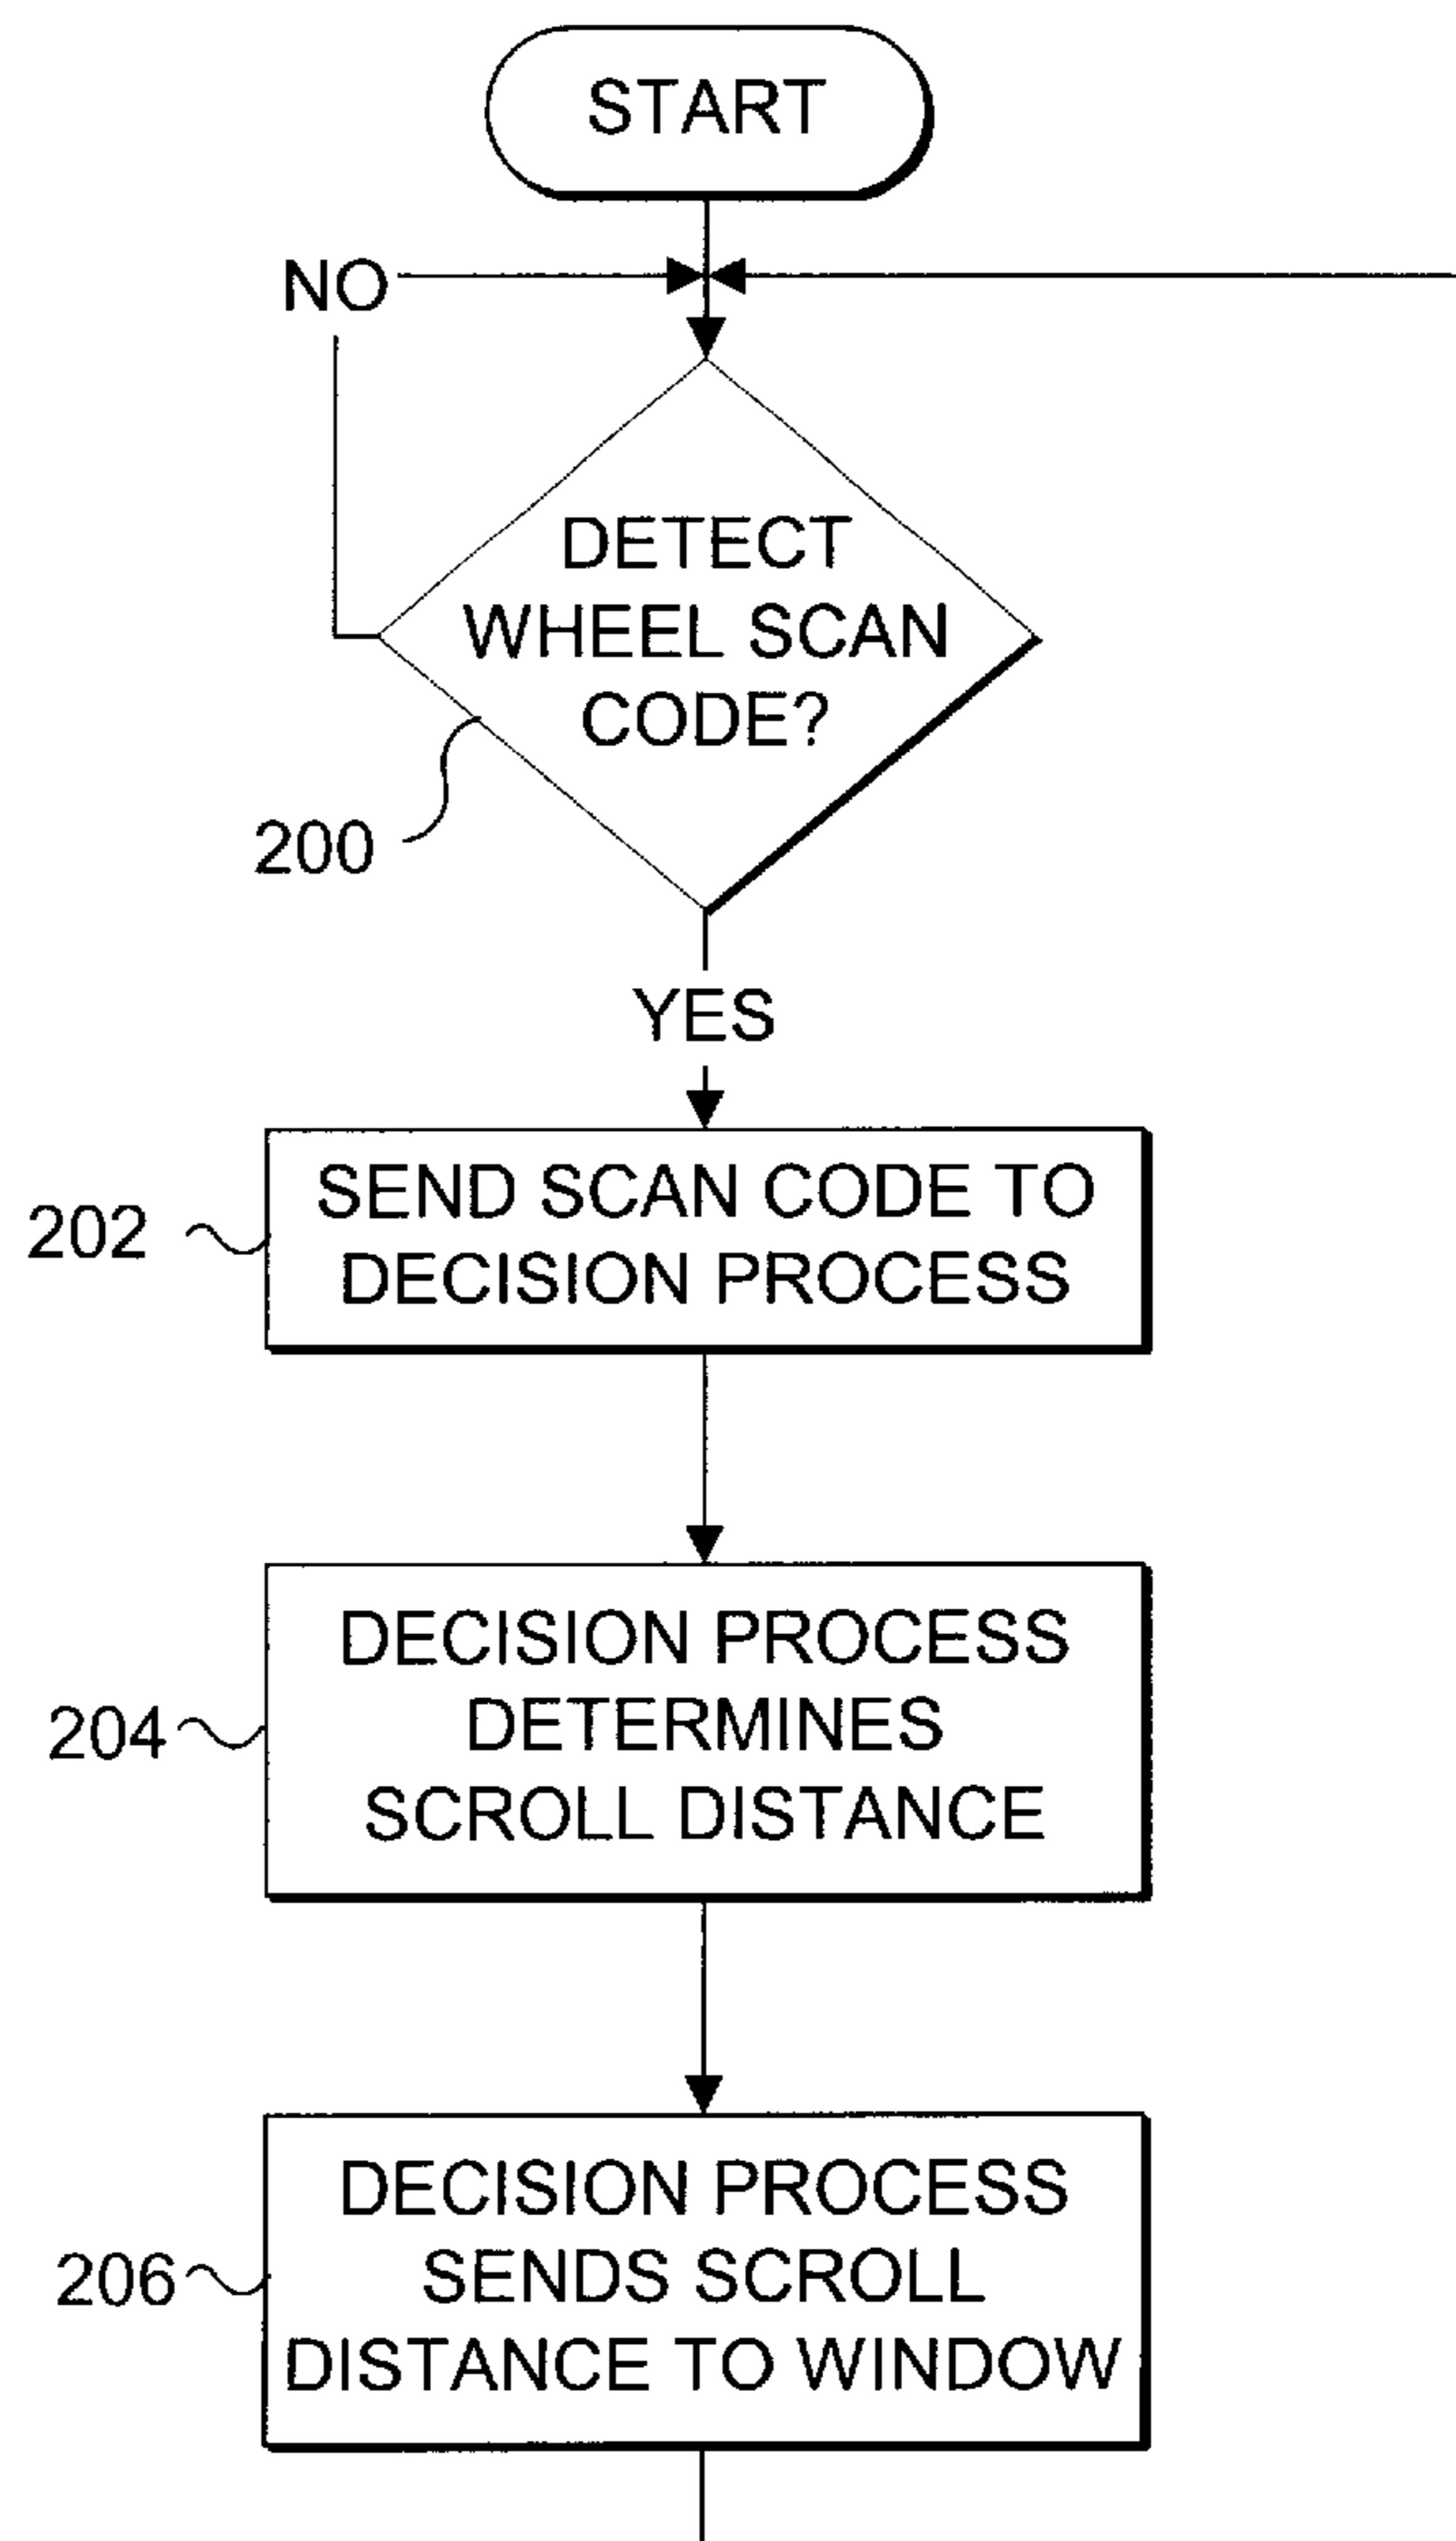 START
NO
DETECT
WHEEL SCAN
CODE?
200
YES
202
SEND SCAN CODE TO
DECISION PROCESS
204
DECISION PROCESS
DETERMINES
SCROLL DISTANCE
206
DECISION PROCESS
SENDS SCROLL
DISTANCE TO WINDOW